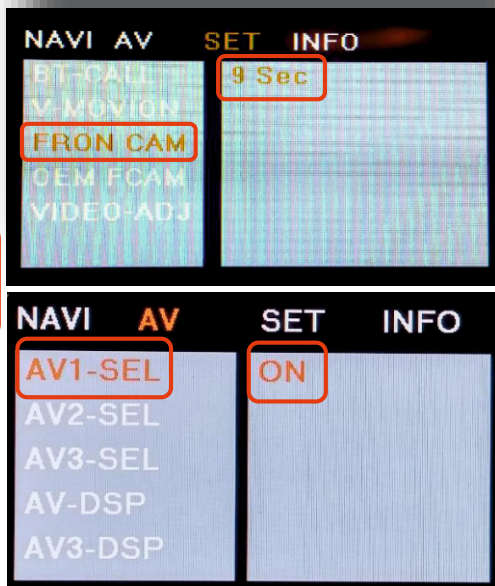 NAVI AV SET INFO
BT-CALL 9 Sec
V-MOVION
FRON CAM
OEM FCAM
VIDEO-ADJ
NAVI AV SET INFO
AV1-SEL ON
AV2-SEL
AV3-SEL
AV-DSP
AV3-DSP